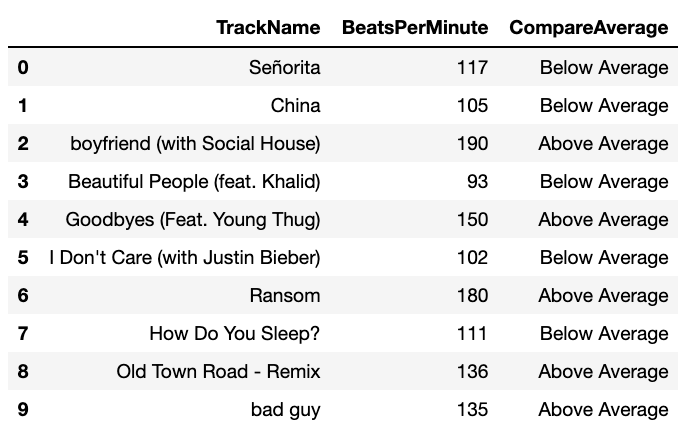 TrackName BeatsPerMinute CompareAverage
0 Señorita 117 Below Average
1 China 105 Below Average
2 boyfriend (with Social House) 190 Above Average
3 Beautiful People (feat. Khalid) 93 Below Average
4 Goodbyes (Feat. Young Thug) 150 Above Average
5 I Don't Care (with Justin Bieber) 102 Below Average
6 Ransom 180 Above Average
7 How Do You Sleep? 111 Below Average
8 Old Town Road - Remix 136 Above Average
9 bad guy 135 Above Average